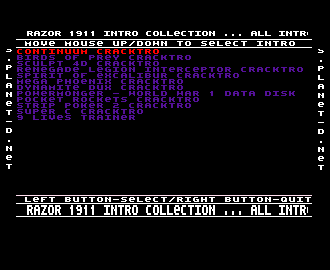 RAZOR 1911 INTRO COLLECTION ... ALL INTR
MOVE MOUSE UP/DOWN TO SELECT INTRO
CONTINUUM CRACKTRO
BIRDS OF PREY CRACKTRO
SCULPT 4D CRACKTRO
RENEGADE LEGION INTERCEPTOR CRACKTRO
SPIRIT OF EXCALIBUR CRACKTRO
MEGA PHOENIX CRACKTRO
DYNAMITE DUX CRACKTRO
POWERMONGER - WORLD WAR 1 DATA DISK
POCKET ROCKETS CRACKTRO
STRIP POKER 2 CRACKTRO
SUPER C CRACKTRO
9 LIVES TRAINER
>.PLANET-D.NET
>.PLANET-D.NET
LEFT BUTTON-SELECT/RIGHT BUTTON-QUIT
RAZOR 1911 INTRO COLLECTION ... ALL INTR